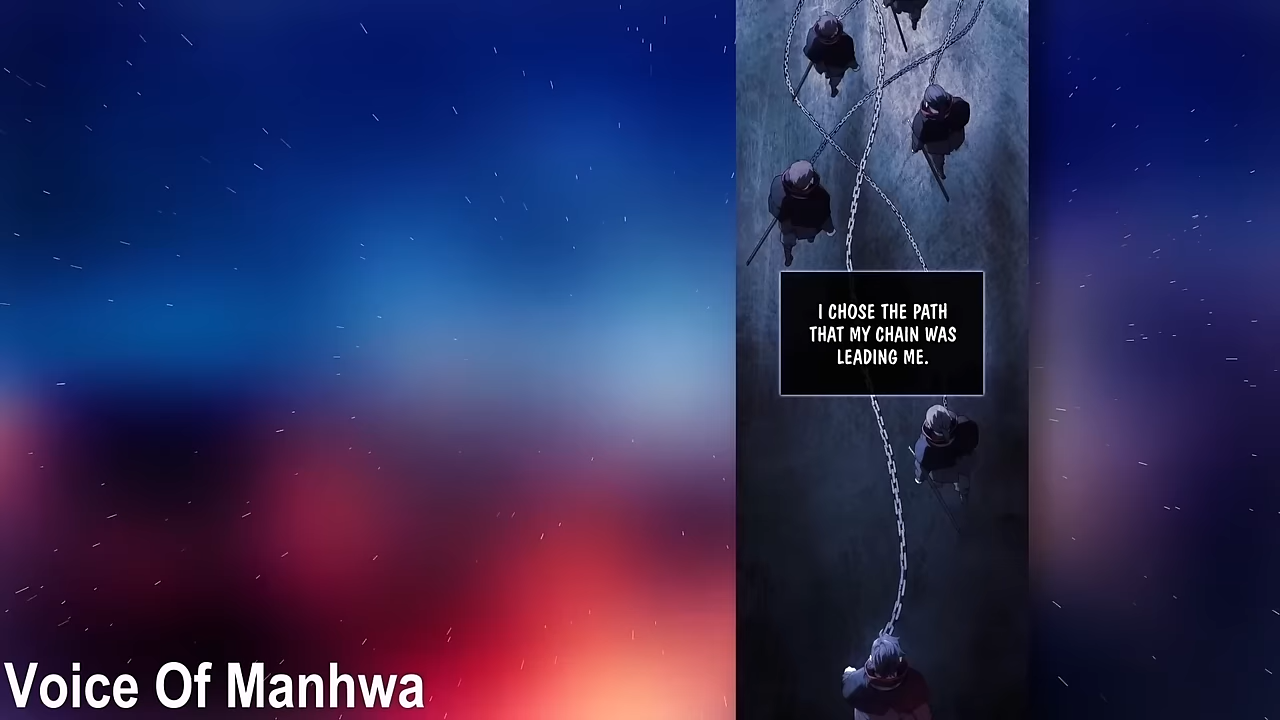 I CHOSE THE PATH
THAT MY CHAIN WAS
LEADING ME.
Voice Of Manhwa